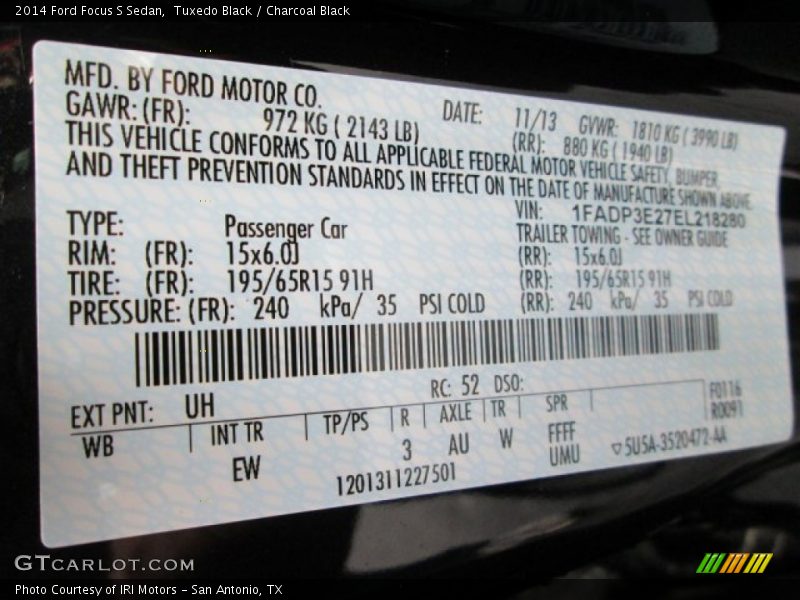 2014 Ford Focus S Sedan,  Tuxedo Black / Charcoal Black
MFD. BY FORD MOTOR CO.
DATE: 11/13 GVWR: 1810 KG ( 3990 LB)
GAWR: (FR): 972 KG ( 2143 LB) (RR): 880 KG ( 1940 LB)
THIS VEHICLE CONFORMS TO ALL APPLICABLE FEDERAL MOTOR VEHICLE SAFETY, BUMPER,
AND THEFT PREVENTION STANDARDS IN EFFECT ON THE DATE OF MANUFACTURE SHOWN ABOVE.
VIN: 1FADP3E27EL218280
TYPE: Passenger Car TRAILER TOWING - SEE OWNER GUIDE
RIM: (FR): 15x6.0J (RR): 15x6.0J
TIRE: (FR): 195/65R15 91H (RR): 195/65R15 91H
PRESSURE: (FR): 240 kPa/ 35 PSI COLD (RR): 240 kPa/ 35 PSI COLD
EXT PNT: UH RC: 52 DSO: F0116
WB INT TR TP/PS R AXLE TR SPR R0091
EW 3 AU W FFFF
UMU
1201311227501 5U5A-3520472-AA
GTCARLOT.COM
Photo Courtesy of IRI Motors – San Antonio, TX